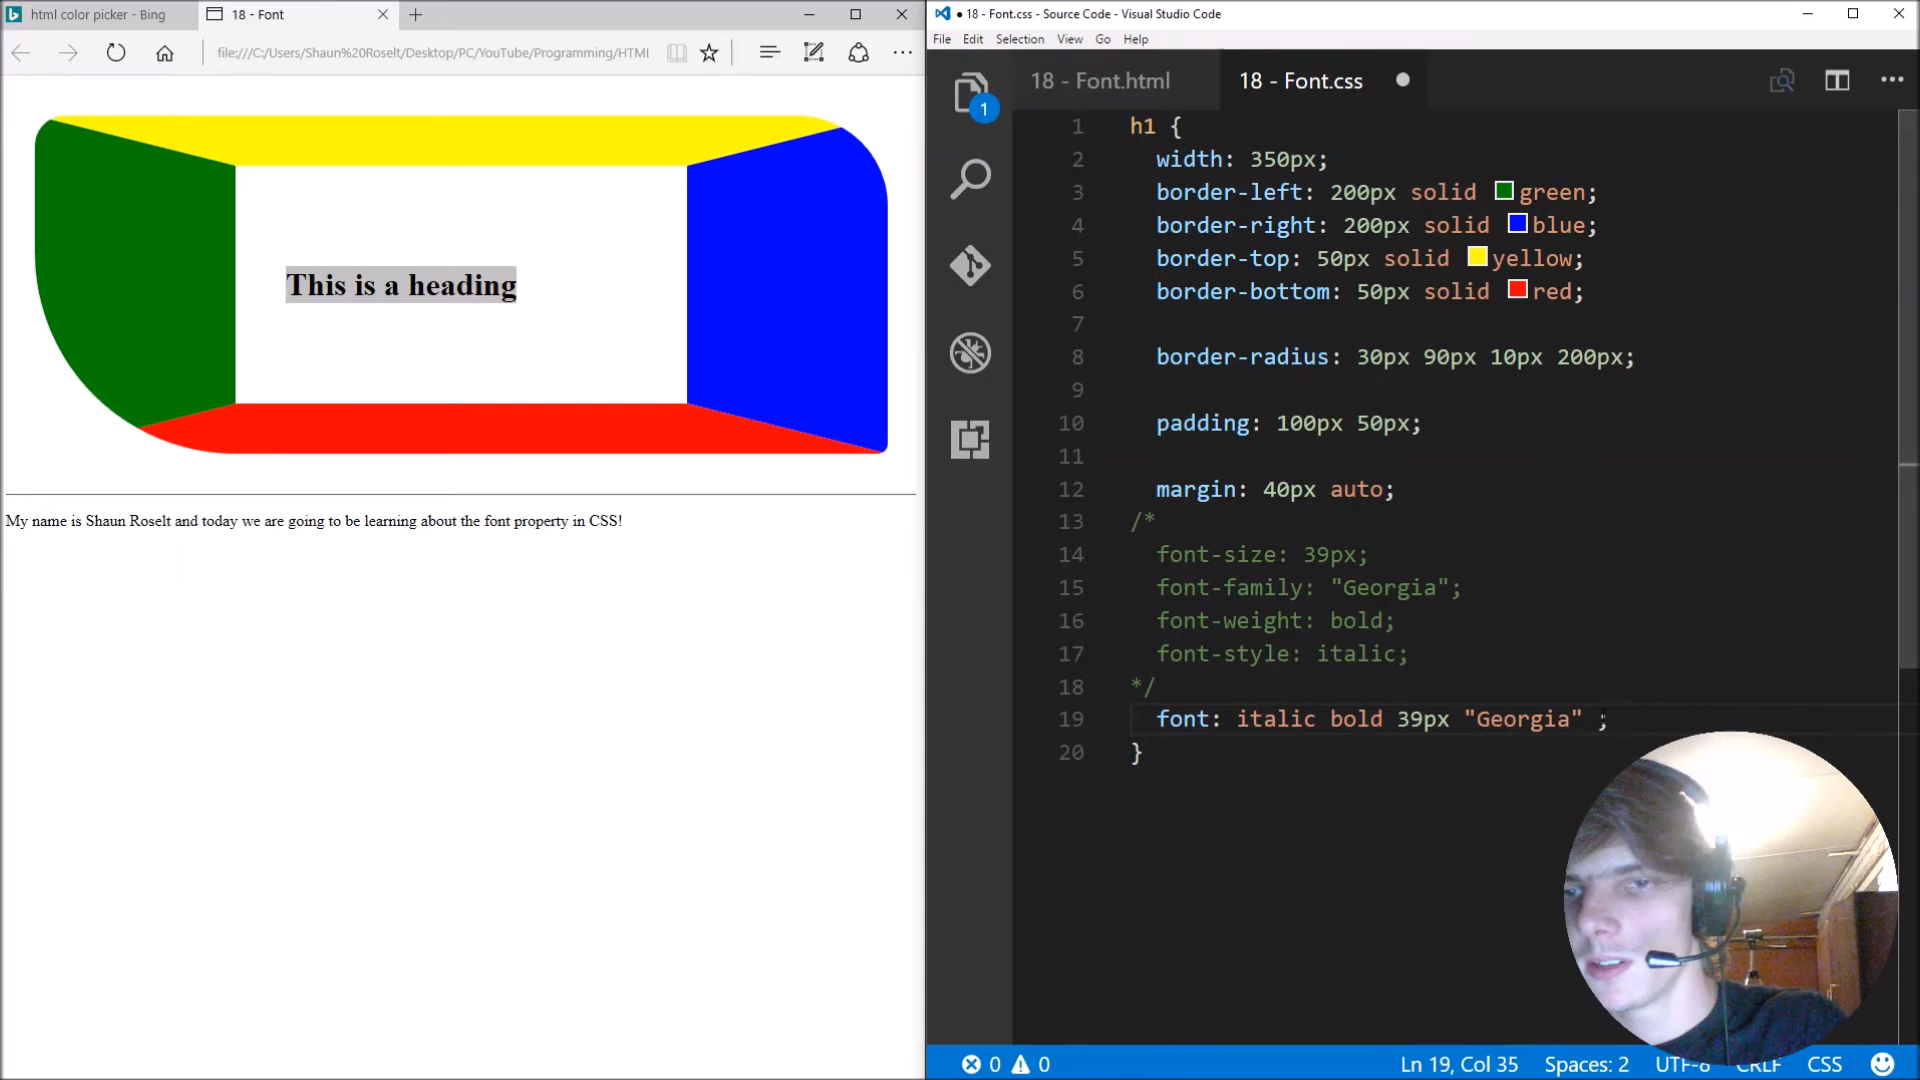 html color picker - Bing
18 - Font
file:///C:/Users/Shaun%20Roselt/Desktop/PC/YouTube/Programming/HTMl
This is a heading
My name is Shaun Roselt and today we are going to be learning about the font property in CSS!
● 18 - Font.css - Source Code - Visual Studio Code
File Edit Selection View Go Help
18 - Font.html
18 - Font.css
1
1 h1 {
2 width: 350px;
3 border-left: 200px solid green;
4 border-right: 200px solid blue;
5 border-top: 50px solid yellow;
6 border-bottom: 50px solid red;
7
8 border-radius: 30px 90px 10px 200px;
9
10 padding: 100px 50px;
11
12 margin: 40px auto;
13 /*
14 font-size: 39px;
15 font-family: "Georgia";
16 font-weight: bold;
17 font-style: italic;
18 */
19 font: italic bold 39px "Georgia" ;
20 }
0 0 Ln 19, Col 35 Spaces: 2 UTF-8 CRLF CSS